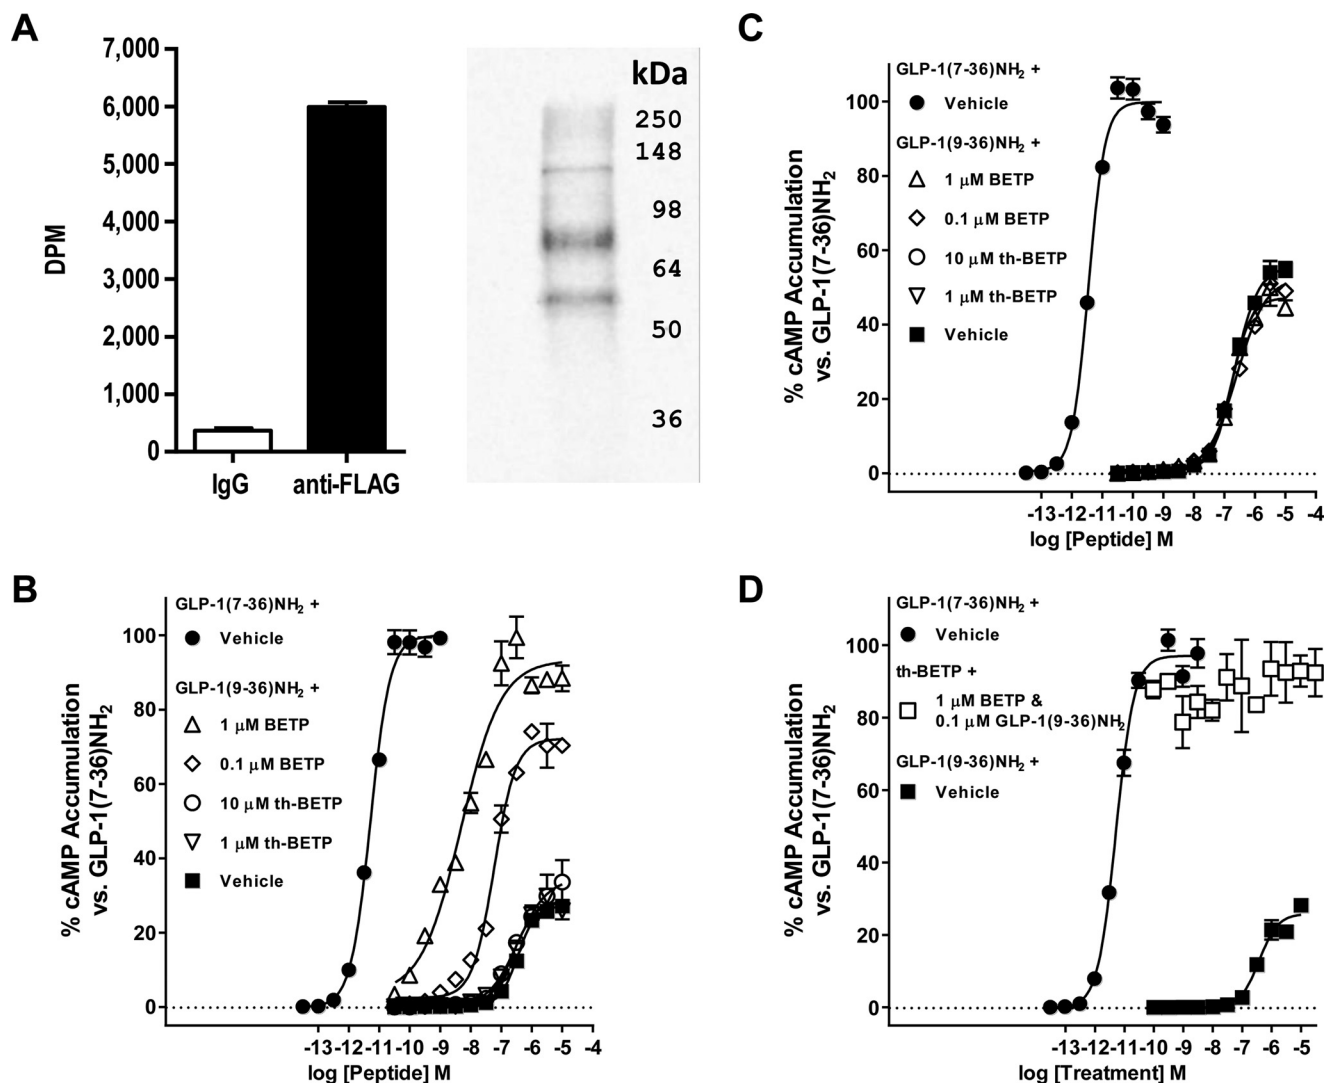 A
7,000
6,000
5,000
4,000
3,000
2,000
1,000
0
DPM
IgG
anti-FLAG
kDa
250
148
98
64
50
36
C
GLP-1(7-36)NH₂ +
Vehicle
GLP-1(9-36)NH₂ +
1 μM BETP
0.1 μM BETP
10 μM th-BETP
1 μM th-BETP
Vehicle
% cAMP Accumulation
vs. GLP-1(7-36)NH₂
100
80
60
40
20
0
-13 -12 -11 -10 -9 -8 -7 -6 -5 -4
log [Peptide] M
B
GLP-1(7-36)NH₂ +
Vehicle
GLP-1(9-36)NH₂ +
1 μM BETP
0.1 μM BETP
10 μM th-BETP
1 μM th-BETP
Vehicle
% cAMP Accumulation
vs. GLP-1(7-36)NH₂
100
80
60
40
20
0
-13 -12 -11 -10 -9 -8 -7 -6 -5 -4
log [Peptide] M
D
GLP-1(7-36)NH₂ +
Vehicle
th-BETP +
1 μM BETP &
0.1 μM GLP-1(9-36)NH₂
GLP-1(9-36)NH₂ +
Vehicle
% cAMP Accumulation
vs. GLP-1(7-36)NH₂
100
80
60
40
20
0
-13 -12 -11 -10 -9 -8 -7 -6 -5
log [Treatment] M